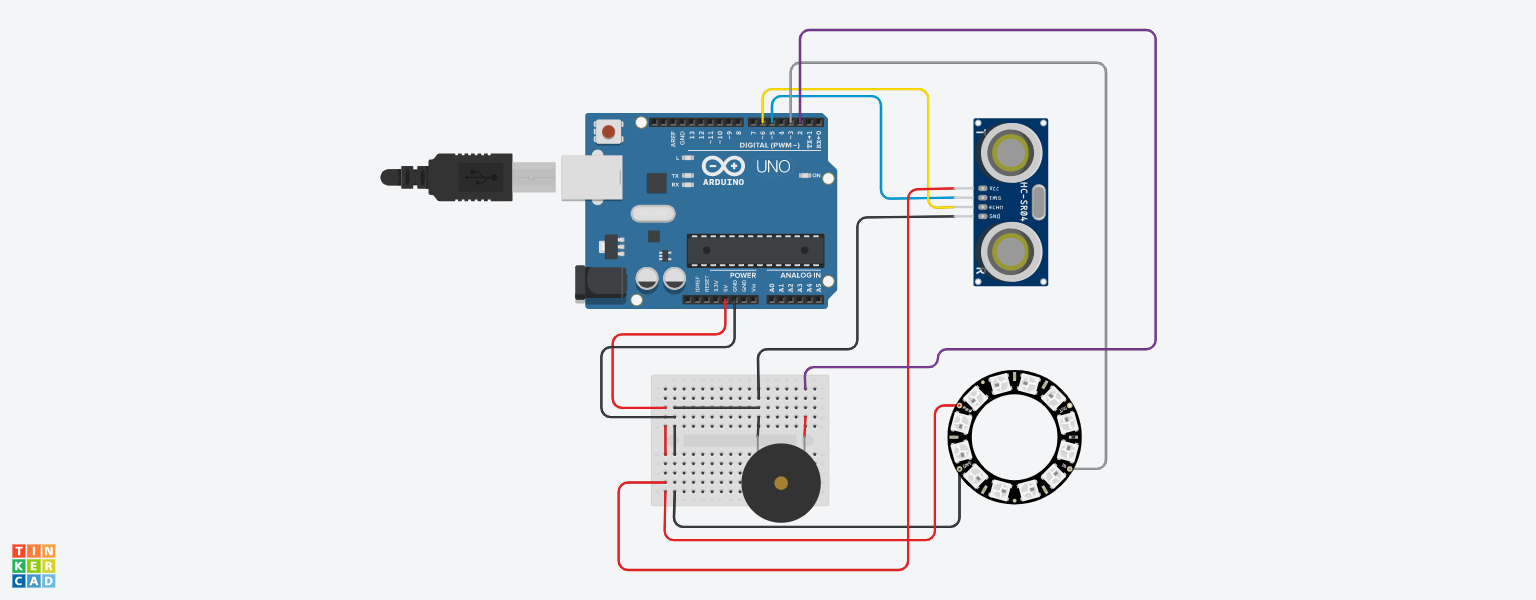 AREF
GND
13
12
~11
~10
~9
8
7
~6
~5
4
~3
2
TX→1
RX←0
DIGITAL (PWM~)
L
TX
RX
ARDUINO
UNO
ON
POWER
ANALOG IN
IOREF
RESET
3.3V
5V
GND
GND
Vin
A0
A1
A2
A3
A4
A5
T
VCC
TRIG
ECHO
GND
HC-SR04
R
TIN
KER
CAD